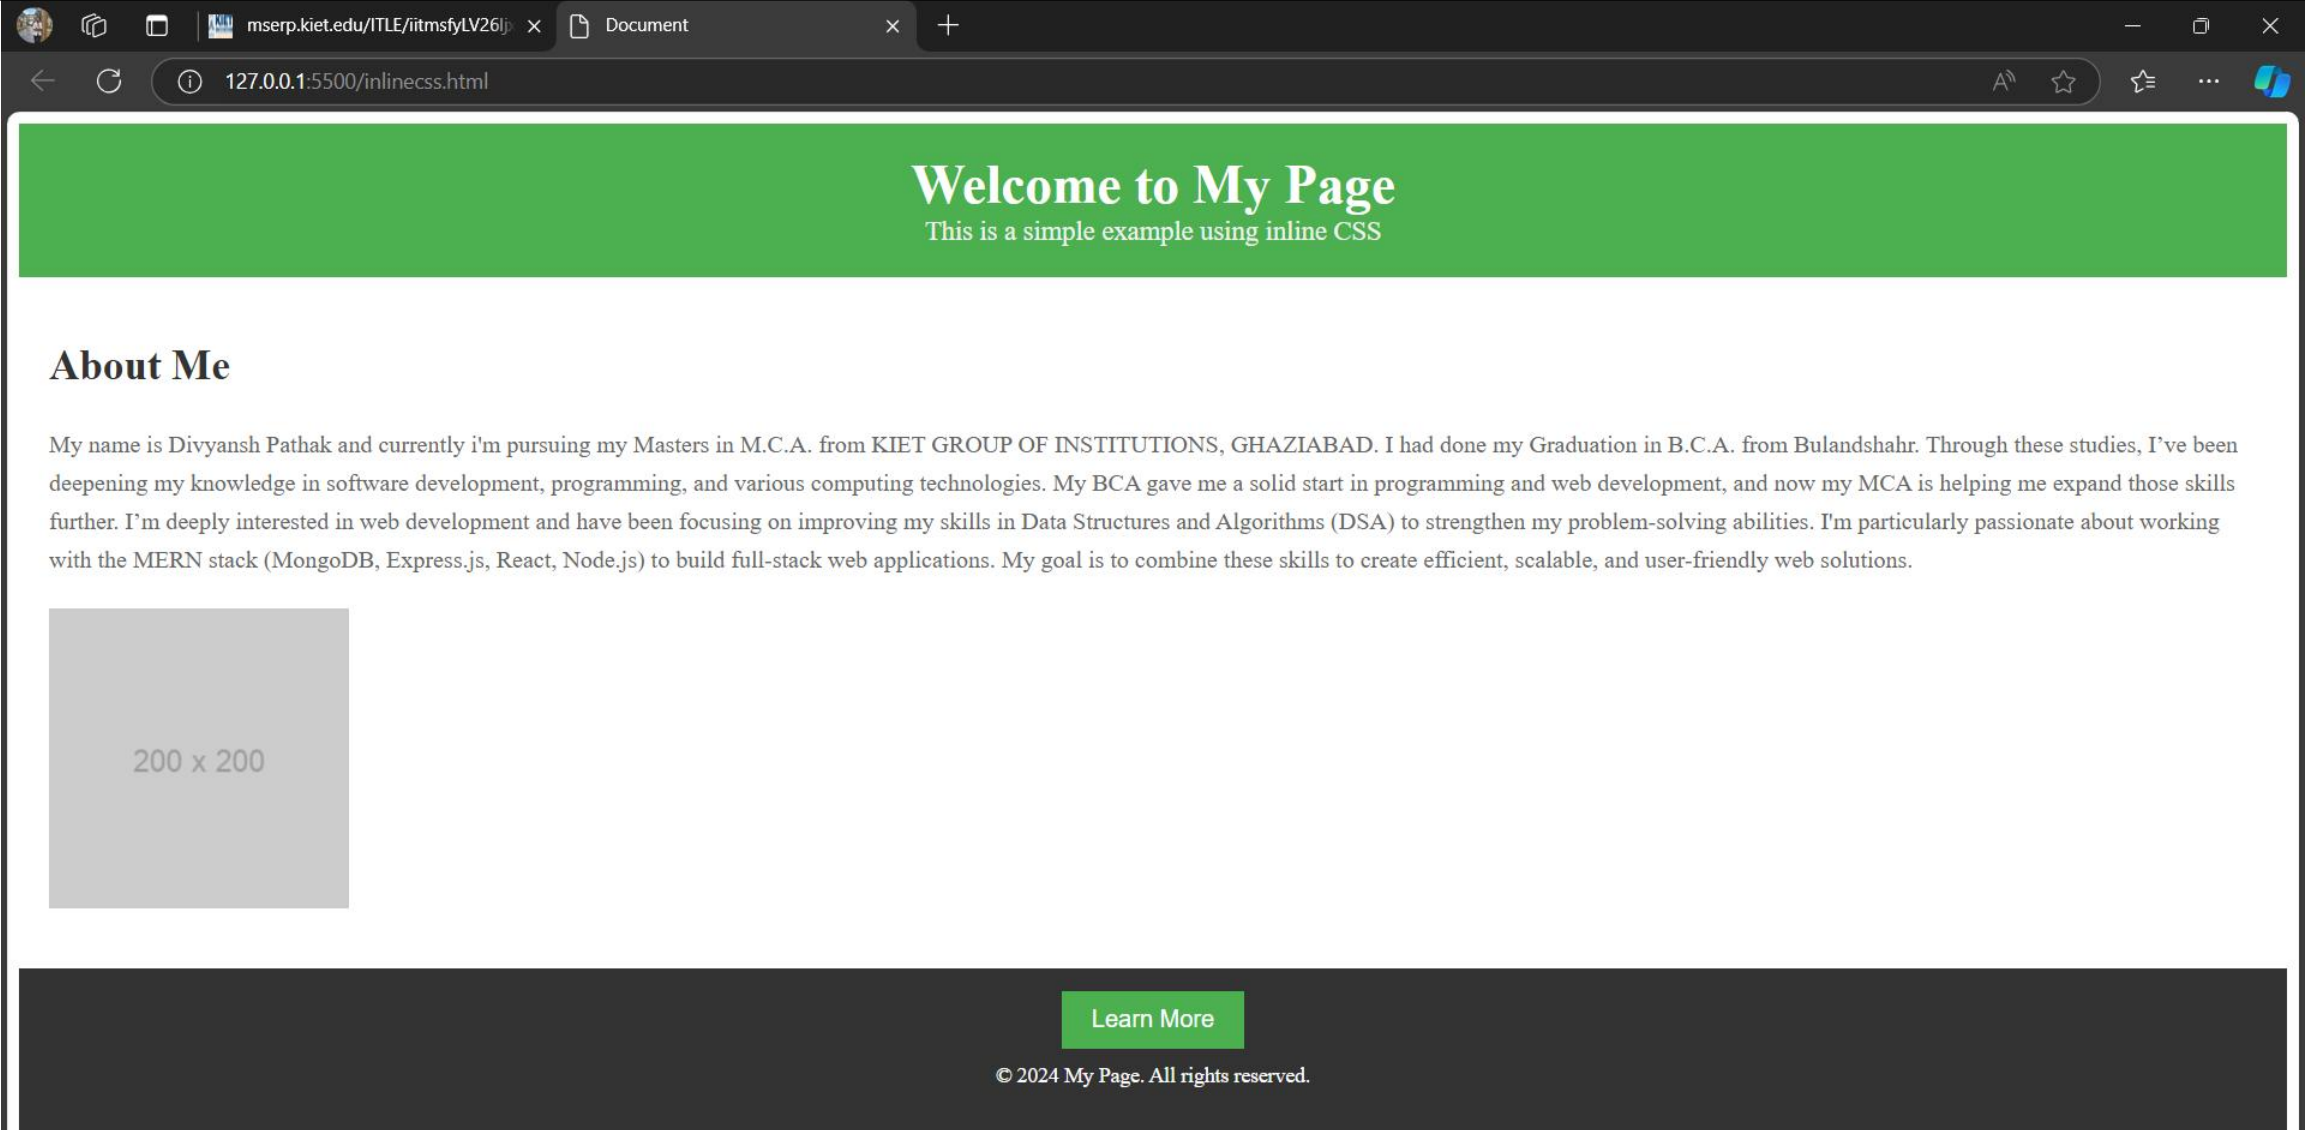 mserp.kiet.edu/ITLE/iitmsfyLV26Ij
Document
127.0.0.1:5500/inlinecss.html
Welcome to My Page
This is a simple example using inline CSS
About Me
My name is Divyansh Pathak and currently i'm pursuing my Masters in M.C.A. from KIET GROUP OF INSTITUTIONS, GHAZIABAD. I had done my Graduation in B.C.A. from Bulandshahr. Through these studies, I’ve been
deepening my knowledge in software development, programming, and various computing technologies. My BCA gave me a solid start in programming and web development, and now my MCA is helping me expand those skills
further. I’m deeply interested in web development and have been focusing on improving my skills in Data Structures and Algorithms (DSA) to strengthen my problem-solving abilities. I'm particularly passionate about working
with the MERN stack (MongoDB, Express.js, React, Node.js) to build full-stack web applications. My goal is to combine these skills to create efficient, scalable, and user-friendly web solutions.
200 x 200
Learn More
© 2024 My Page. All rights reserved.